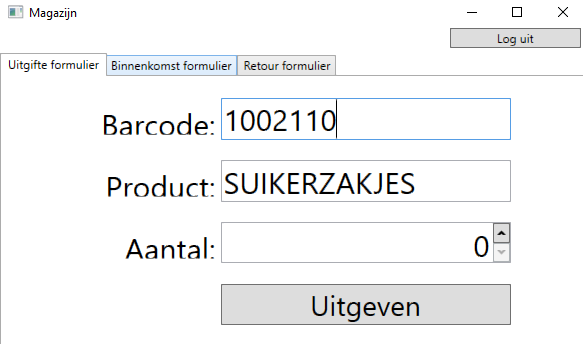 Magazijn
Log uit
Uitgifte formulier Binnenkomst formulier Retour formulier
Barcode: 1002110
Product: SUIKERZAKJES
Aantal: 0
Uitgeven